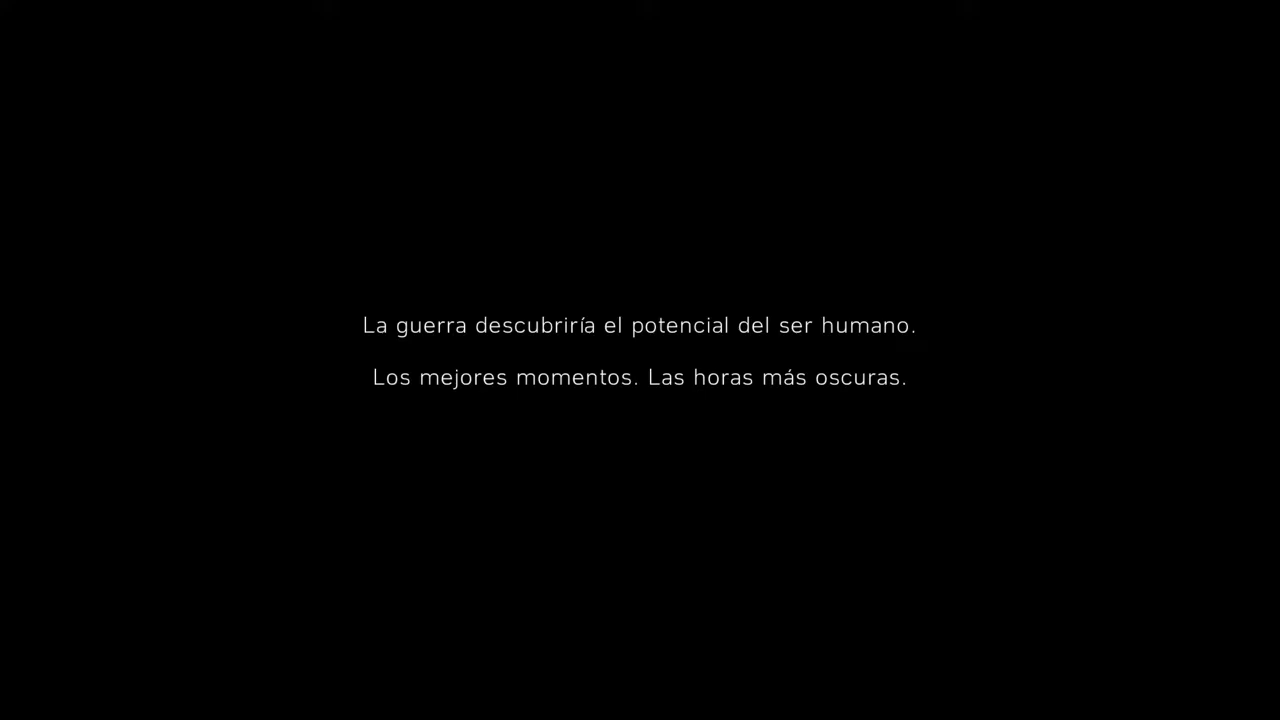 La guerra descubriría el potencial del ser humano.
Los mejores momentos. Las horas más oscuras.